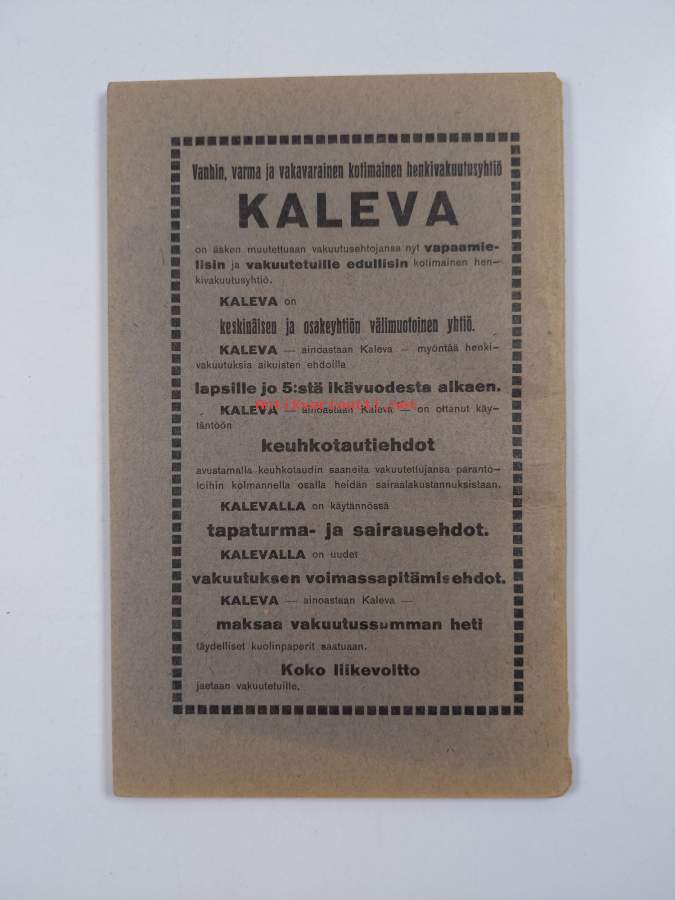 Vanhin, varma ja vakavarainen kotimainen henkivakuutusyhtiö
KALEVA
on äsken muutettuaan vakuutusehtojansa nyt vapaamie-
lisin ja vakuutetuille edullisin kotimainen hen-
kivakuutusyhtiö.
KALEVA on
keskinäisen ja osakeyhtiön välimuotoinen yhtiö.
KALEVA — ainoastaan Kaleva — myöntää henki-
vakuutuksia aikuisten ehdoilla
lapsille jo 5:stä ikävuodesta alkaen.
Antikvariaatti.net
KALEVA — ainoastaan Kaleva — on ottanut käy-
täntöön
keuhkotautiehdot
avustamalla keuhkotaudin saaneita vakuutettujansa paranto-
loihin kolmannella osalla heidän sairaalakustannuksistaan.
KALEVALLA on käytännössä
tapaturma- ja sairausehdot.
KALEVALLA on uudet
vakuutuksen voimassapitämisehdot.
KALEVA — ainoastaan Kaleva —
maksaa vakuutussumman heti
täydelliset kuolinpaperit saatuaan.
Koko liikevoitto
jaetaan vakuutetuille.